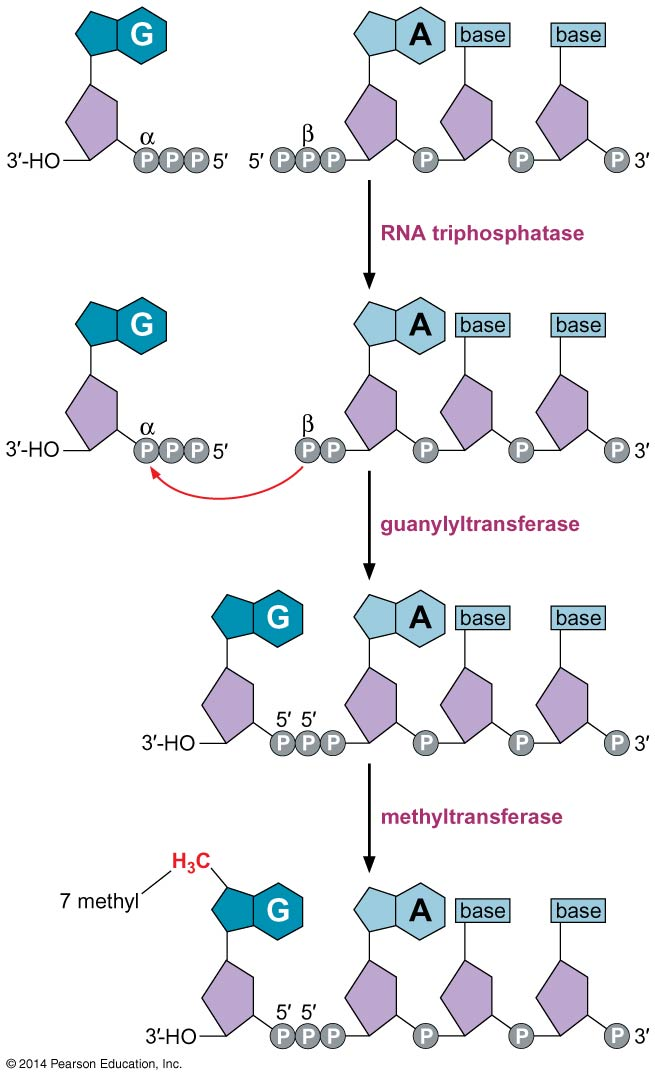 G A base base
α β
3′-HO P P P 5′ 5′ P P P P P P 3′
RNA triphosphatase
G A base base
α β
3′-HO P P P 5′ P P P P P 3′
guanylyltransferase
G A base base
5′ 5′
3′-HO P P P P P P 3′
methyltransferase
H₃C
7 methyl
G A base base
5′ 5′
3′-HO P P P P P P 3′
© 2014 Pearson Education, Inc.